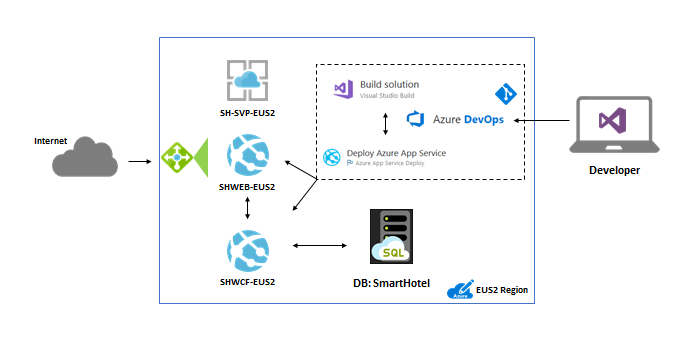 SH-SVP-EUS2
Build solution
Visual Studio Build
Azure DevOps
Internet
Deploy Azure App Service
Azure App Service Deploy
Developer
SHWEB-EUS2
SQL
SHWCF-EUS2
DB: SmartHotel
Azure
EUS2 Region